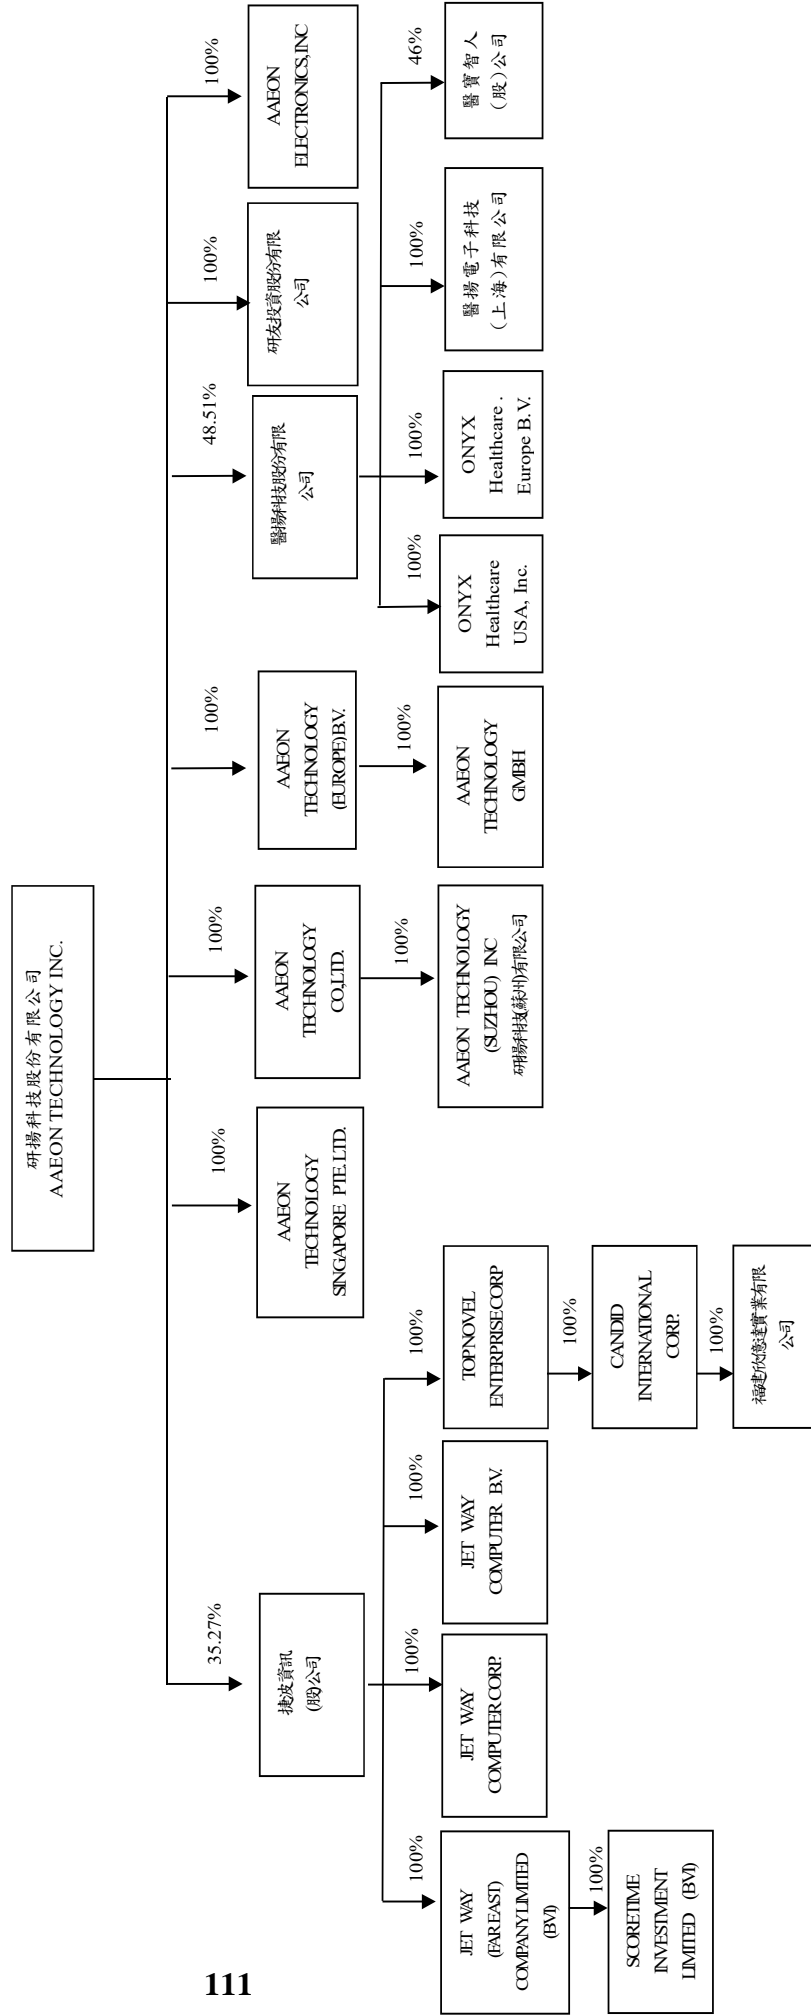 研揚科技股份有限公司
AAEON TECHNOLOGY INC.
35.27%
100%
100%
100%
48.51%
100%
100%
捷波資訊
(股)公司
AAEON
TECHNOLOGY
SINGAPORE PTE. LTD.
AAEON
TECHNOLOGY
CO,.LTD.
AAEON
TECHNOLOGY
(EUROPE)B.V.
醫揚科技股份有限
公司
研友投資股份有限
公司
AAEON
ELECTRONICS,INC
100%
100%
100%
100%
100%
100%
100%
100%
100%
46%
JET WAY
(FAR EAST)
COMPANY LIMITED
(BVI)
JET WAY
COMPUTER CORP.
JET WAY
COMPUTER B.V.
TOP NOVEL
ENTERPRISE CORP
AAEON TECHNOLOGY
(SUZHOU) INC
研揚科技(蘇州)有限公司
AAEON
TECHNOLOGY
GMBH
ONYX
Healthcare
USA, Inc.
ONYX
Healthcare .
Europe B. V.
醫揚電子科技
(上海)有限公司
醫寶智人
(股)公司
100%
100%
SCORETIME
INVESTMENT
LIMITED (BVI)
CANDID
INTERNATIONAL
CORP.
100%
福建欣億達實業有限
公司
111